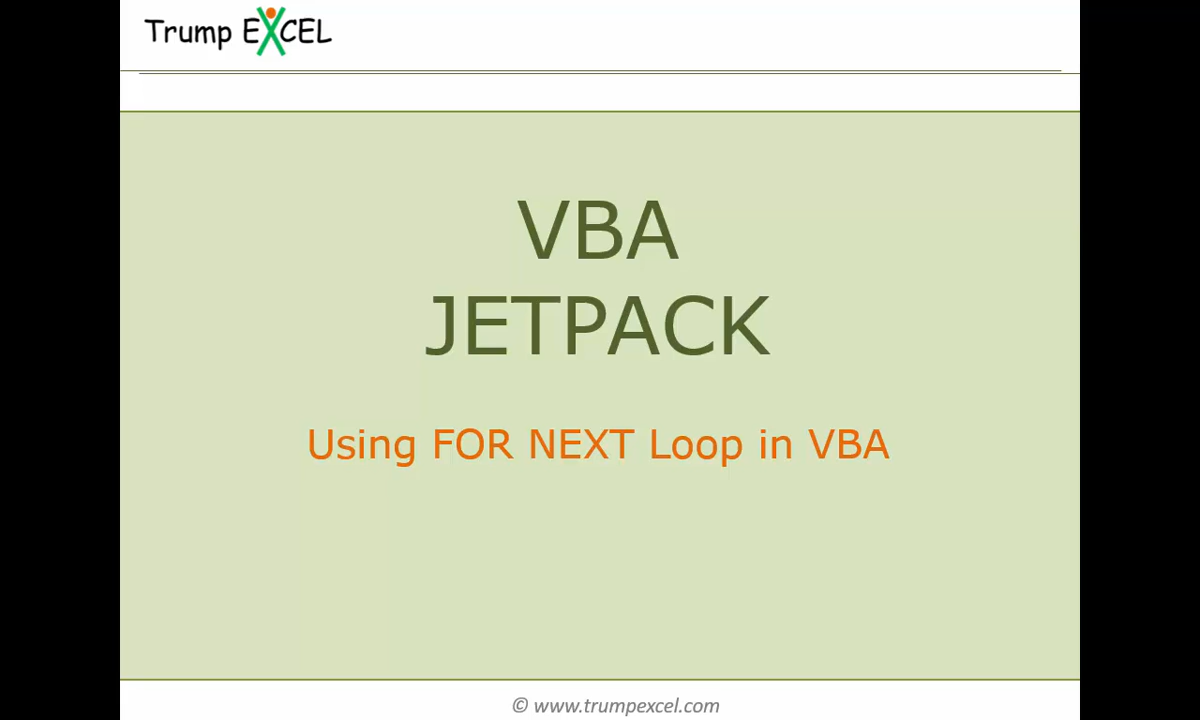 Trump EXCEL
VBA
JETPACK
Using FOR NEXT Loop in VBA
© www.trumpexcel.com